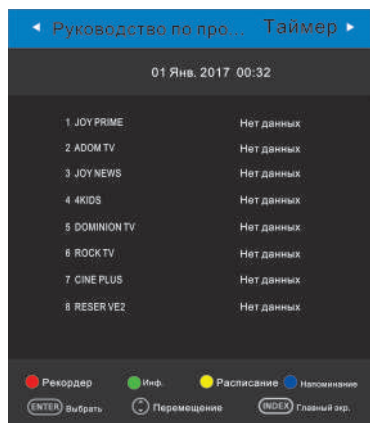 Руководство по про... Таймер
01 Янв. 2017 00:32
1 JOY PRIME Нет данных
2 ADOM TV Нет данных
3 JOY NEWS Нет данных
4 4KIDS Нет данных
5 DOMINION TV Нет данных
6 ROCK TV Нет данных
7 CINE PLUS Нет данных
8 RESER VE2 Нет данных
Рекордер Инф. Расписание Напоминание
ENTER Выбрать Перемещение INDEX Главный экр.